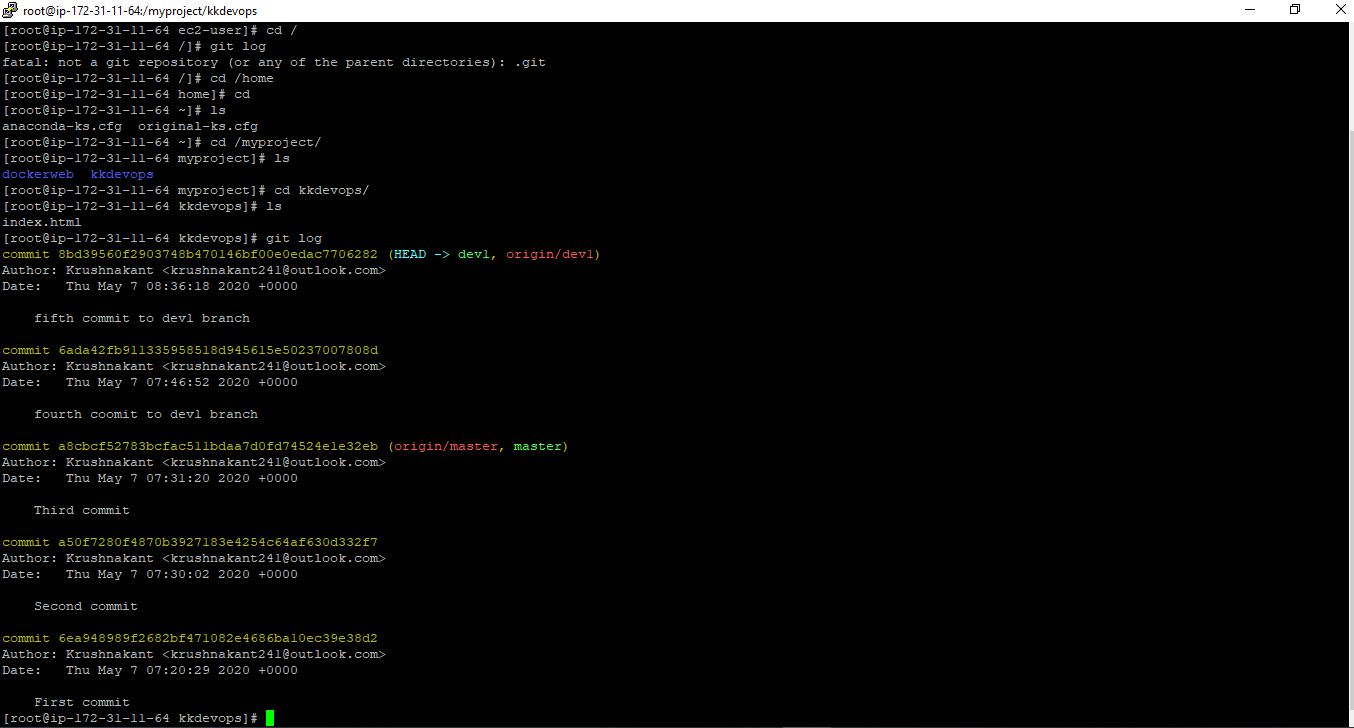 root@ip-172-31-11-64:/myproject/kkdevops
[root@ip-172-31-11-64 ec2-user]# cd /
[root@ip-172-31-11-64 /]# git log
fatal: not a git repository (or any of the parent directories): .git
[root@ip-172-31-11-64 /]# cd /home
[root@ip-172-31-11-64 home]# cd
[root@ip-172-31-11-64 ~]# ls
anaconda-ks.cfg  original-ks.cfg
[root@ip-172-31-11-64 ~]# cd /myproject/
[root@ip-172-31-11-64 myproject]# ls
dockerweb  kkdevops
[root@ip-172-31-11-64 myproject]# cd kkdevops/
[root@ip-172-31-11-64 kkdevops]# ls
index.html
[root@ip-172-31-11-64 kkdevops]# git log
commit 8bd39560f2903748b470146bf00e0edac7706282 (HEAD -> dev1, origin/dev1)
Author: Krushnakant <krushnakant241@outlook.com>
Date:   Thu May 7 08:36:18 2020 +0000
    fifth commit to dev1 branch
commit 6ada42fb911335958518d945615e50237007808d
Author: Krushnakant <krushnakant241@outlook.com>
Date:   Thu May 7 07:46:52 2020 +0000
    fourth coomit to dev1 branch
commit a8cbcf52783bcfac511bdaa7d0fd74524e1e32eb (origin/master, master)
Author: Krushnakant <krushnakant241@outlook.com>
Date:   Thu May 7 07:31:20 2020 +0000
    Third commit
commit a50f7280f4870b3927183e4254c64af630d332f7
Author: Krushnakant <krushnakant241@outlook.com>
Date:   Thu May 7 07:30:02 2020 +0000
    Second commit
commit 6ea948989f2682bf471082e4686ba10ec39e38d2
Author: Krushnakant <krushnakant241@outlook.com>
Date:   Thu May 7 07:20:29 2020 +0000
    First commit
[root@ip-172-31-11-64 kkdevops]#